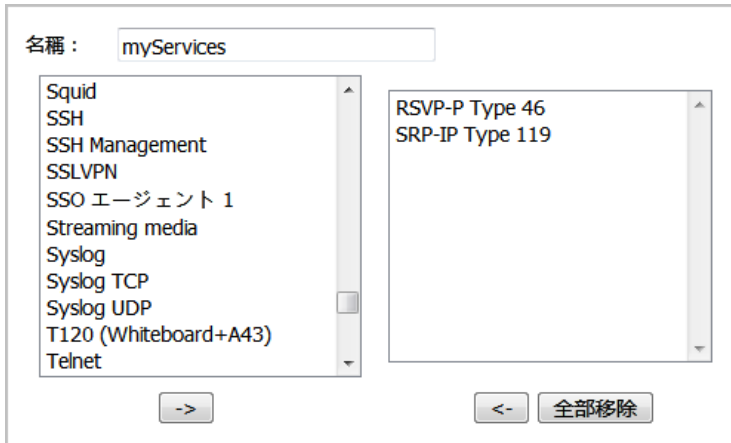 名稱： myServices
Squid
SSH
SSH Management
SSLVPN
SSO エージェント 1
Streaming media
Syslog
Syslog TCP
Syslog UDP
T120 (Whiteboard+A43)
Telnet
->
RSVP-P Type 46
SRP-IP Type 119
<- 全部移除